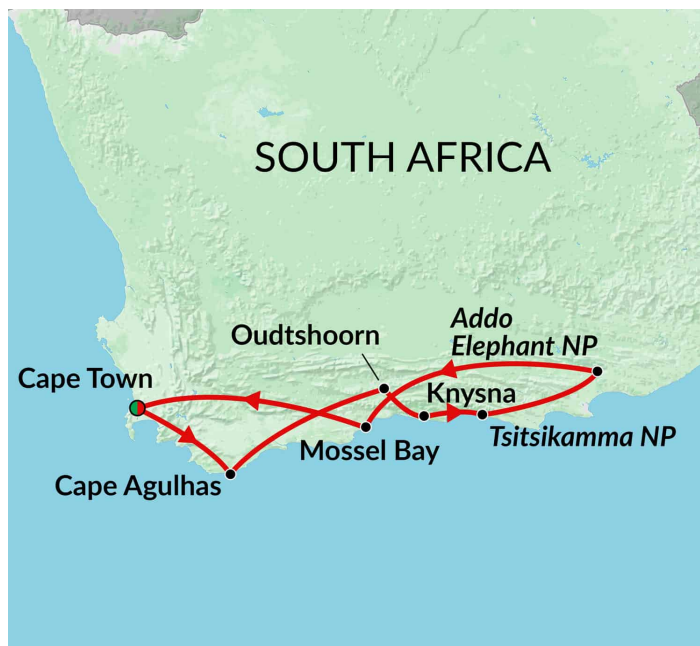 SOUTH AFRICA
Oudtshoorn
Addo
Elephant NP
Cape Town
Knysna
Mossel Bay
Tsitsikamma NP
Cape Agulhas